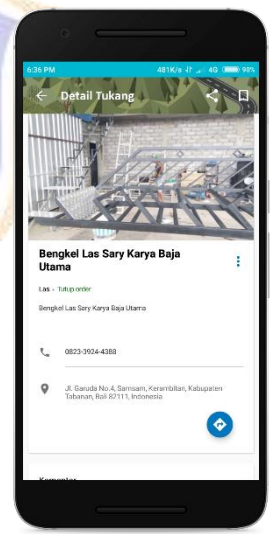 6:36 PM 481K/s 4G 98%
Detail Tukang
Bengkel Las Sary Karya Baja
Utama
Las - Tutup order
Bengkel Las Sary Karya Baja Utama
0823-3924-4388
Jl. Garuda No.4, Samsam, Kerambitan, Kabupaten
Tabanan, Bali 82111, Indonesia
Komentar